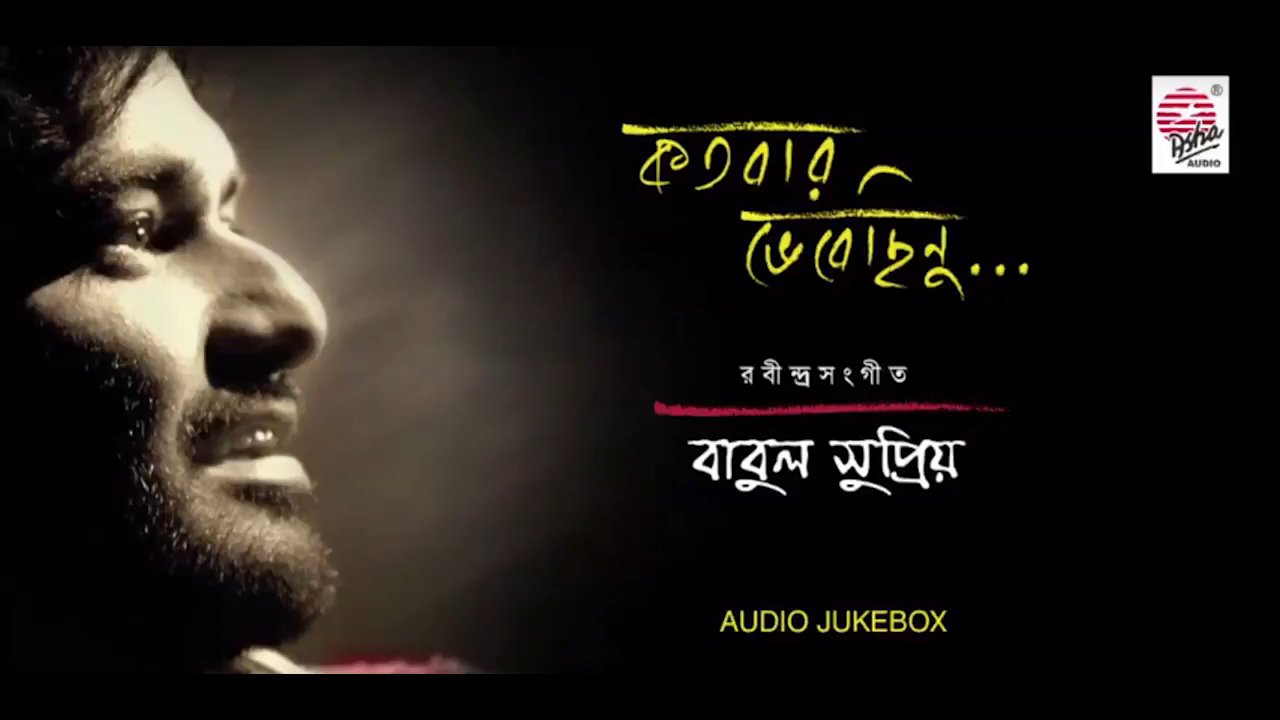 কতবার
ভেবেছিনু...
রবীন্দ্রসংগীত
বাবুল সুপ্রিয়
AUDIO JUKEBOX
Asha
AUDIO
®